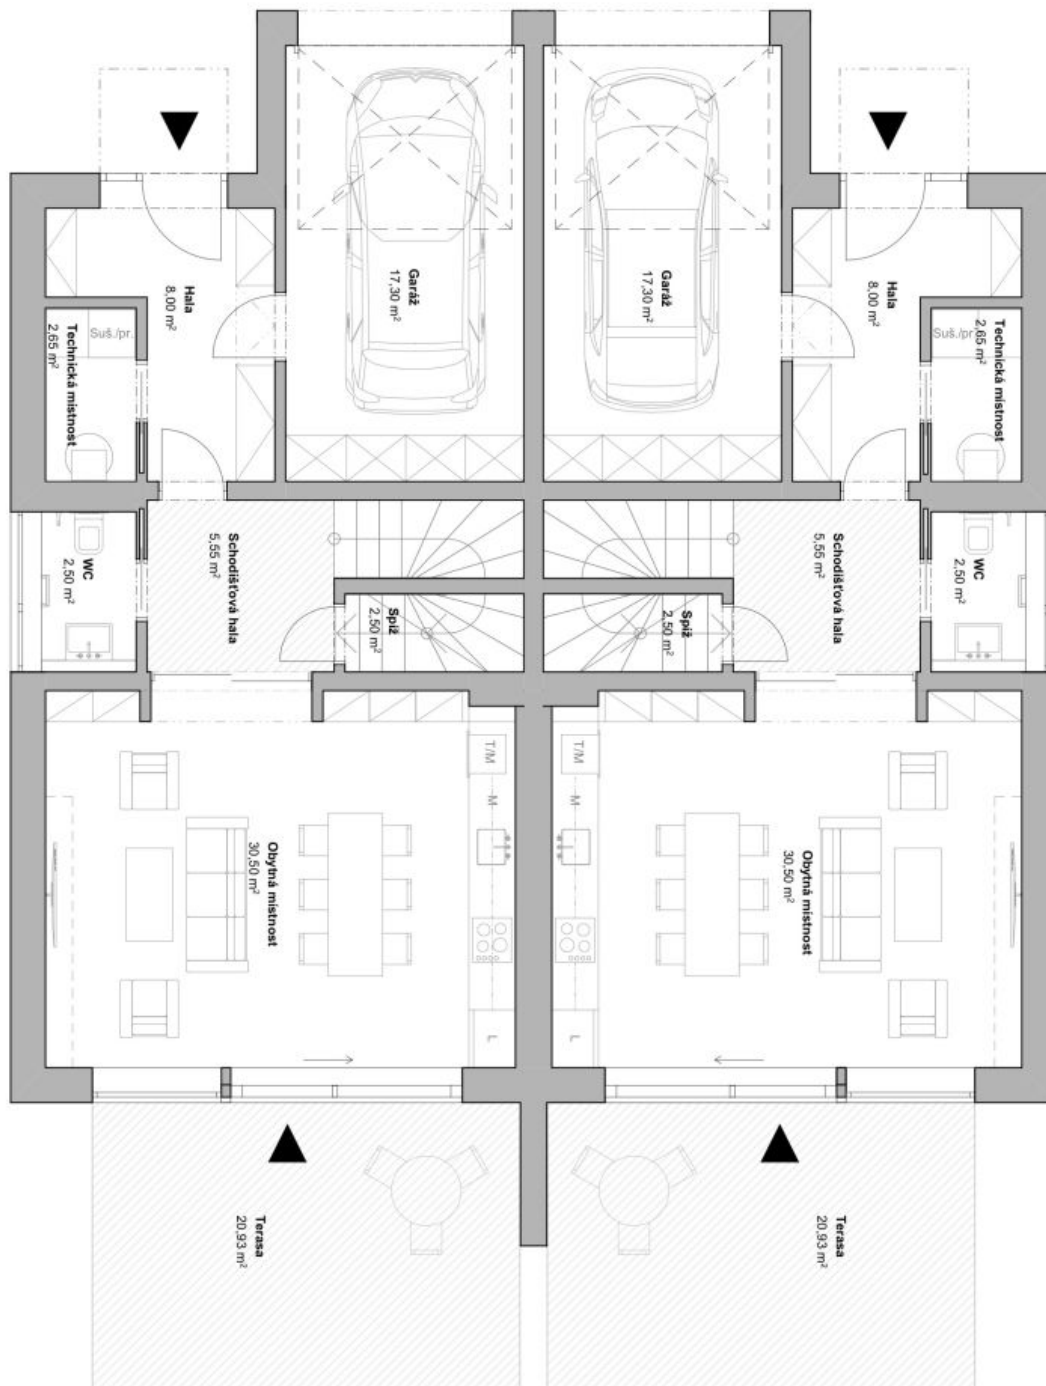 Garáž
17,30 m²
Garáž
17,30 m²
Hala
8,00 m²
Hala
8,00 m²
Technická místnost
2,65 m²
Suš./pr.
Technická místnost
2,65 m²
Suš./pr.
WC
2,50 m²
Schodišťová hala
5,55 m²
Spíž
2,50 m²
Spíž
2,50 m²
Schodišťová hala
5,55 m²
WC
2,50 m²
T/M
M
L
T/M
M
L
Obytná místnost
30,50 m²
Obytná místnost
30,50 m²
Terasa
20,93 m²
Terasa
20,93 m²